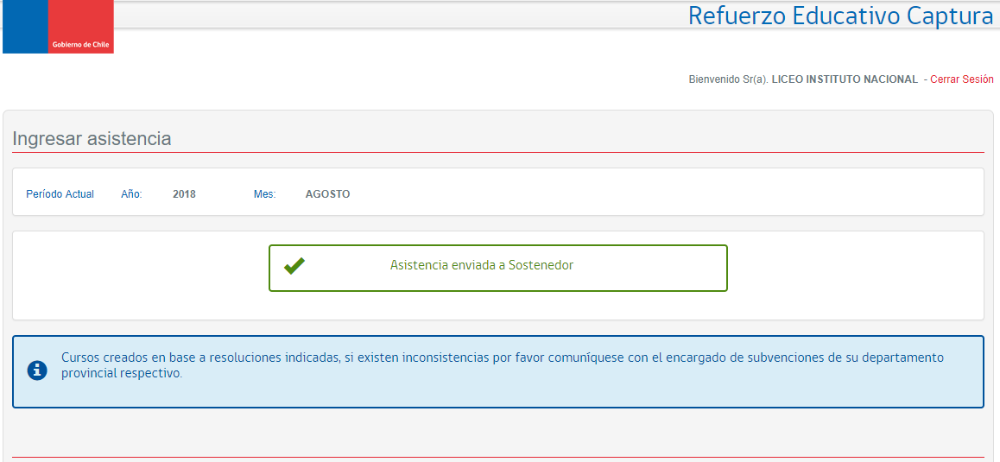 Gobierno de Chile
Refuerzo Educativo Captura
Bienvenido Sr(a). LICEO INSTITUTO NACIONAL - Cerrar Sesión
Ingresar asistencia
Período Actual Año: 2018 Mes: AGOSTO
Asistencia enviada a Sostenedor
Cursos creados en base a resoluciones indicadas, si existen inconsistencias por favor comuníquese con el encargado de subvenciones de su departamento
provincial respectivo.